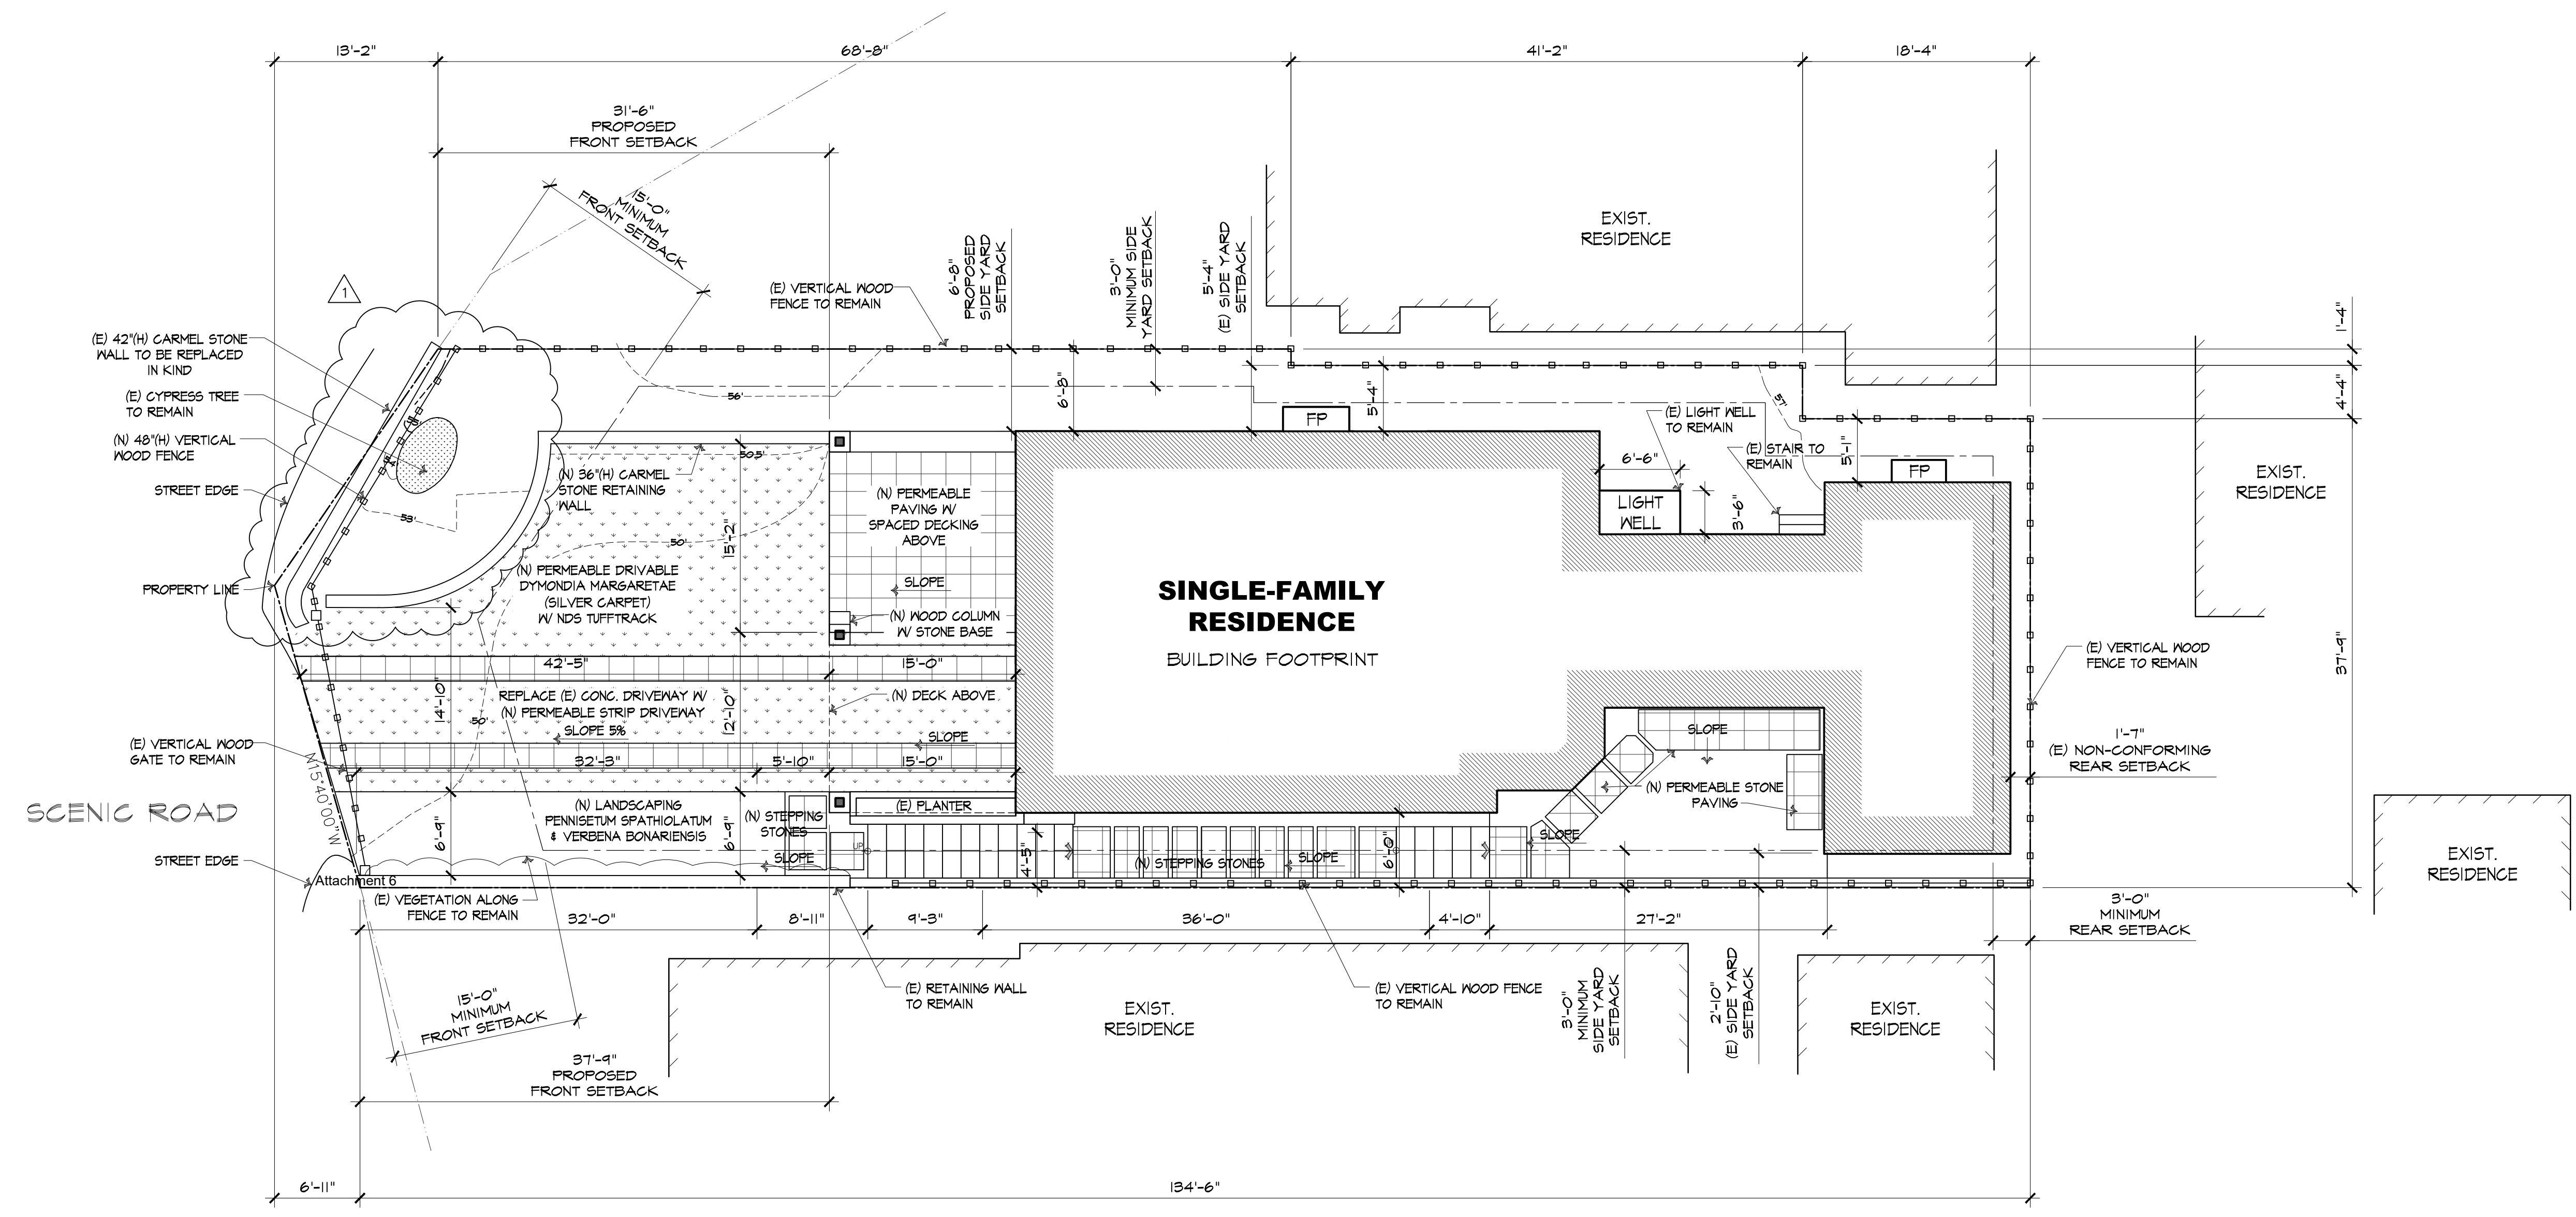 13'-2"
68'-8"
41'-2"
18'-4"
31'-6"
PROPOSED
FRONT SETBACK
15'-0"
MINIMUM
FRONT SETBACK
1
(E) VERTICAL WOOD
FENCE TO REMAIN
6'-8"
PROPOSED
SIDE YARD
SETBACK
3'-0"
MINIMUM SIDE
YARD SETBACK
5'-4"
(E) SIDE YARD
SETBACK
EXIST.
RESIDENCE
1'-4"
4'-4"
37'-9"
(E) 42"(H) CARMEL STONE
WALL TO BE REPLACED
IN KIND
(E) CYPRESS TREE
TO REMAIN
(N) 48"(H) VERTICAL
WOOD FENCE
STREET EDGE
PROPERTY LINE
(E) VERTICAL WOOD
GATE TO REMAIN
SCENIC ROAD
STREET EDGE
Attachment 6
N15°40'00"W
56'
6'-8"
5'-4"
57'
FP
(E) LIGHT WELL
TO REMAIN
(E) STAIR TO
REMAIN
5'-1"
6'-6"
FP
LIGHT
WELL
3'-6"
EXIST.
RESIDENCE
53'
50.5'
(N) 36"(H) CARMEL
STONE RETAINING
WALL
50'
15'-2"
(N) PERMEABLE
PAVING W/
SPACED DECKING
ABOVE
SLOPE
(N) PERMEABLE DRIVABLE
DYMONDIA MARGARETAE
(SILVER CARPET)
W/ NDS TUFFTRACK
(N) WOOD COLUMN
W/ STONE BASE
SINGLE-FAMILY
RESIDENCE
BUILDING FOOTPRINT
42'-5"
15'-0"
14'-10"
REPLACE (E) CONC. DRIVEWAY W/
(N) PERMEABLE STRIP DRIVEWAY
50'
SLOPE 5%
12'-10"
(N) DECK ABOVE
SLOPE
32'-3"
5'-10"
15'-0"
(E) VERTICAL WOOD
FENCE TO REMAIN
1'-7"
(E) NON-CONFORMING
REAR SETBACK
SLOPE
(N) PERMEABLE STONE
PAVING
6'-9"
(N) LANDSCAPING
PENNISETUM SPATHIOLATUM
& VERBENA BONARIENSIS
6'-9"
(N) STEPPING
STONES
(E) PLANTER
SLOPE
UP
4'-5"
(N) STEPPING STONES
SLOPE
6'-0"
SLOPE
(E) VEGETATION ALONG
FENCE TO REMAIN
32'-0"
8'-11"
9'-3"
36'-0"
4'-10"
27'-2"
3'-0"
MINIMUM
REAR SETBACK
EXIST.
RESIDENCE
15'-0"
MINIMUM
FRONT SETBACK
(E) RETAINING WALL
TO REMAIN
EXIST.
RESIDENCE
(E) VERTICAL WOOD FENCE
TO REMAIN
3'-0"
MINIMUM
SIDE YARD
SETBACK
2'-10"
(E) SIDE YARD
SETBACK
EXIST.
RESIDENCE
37'-9"
PROPOSED
FRONT SETBACK
6'-11"
134'-6"